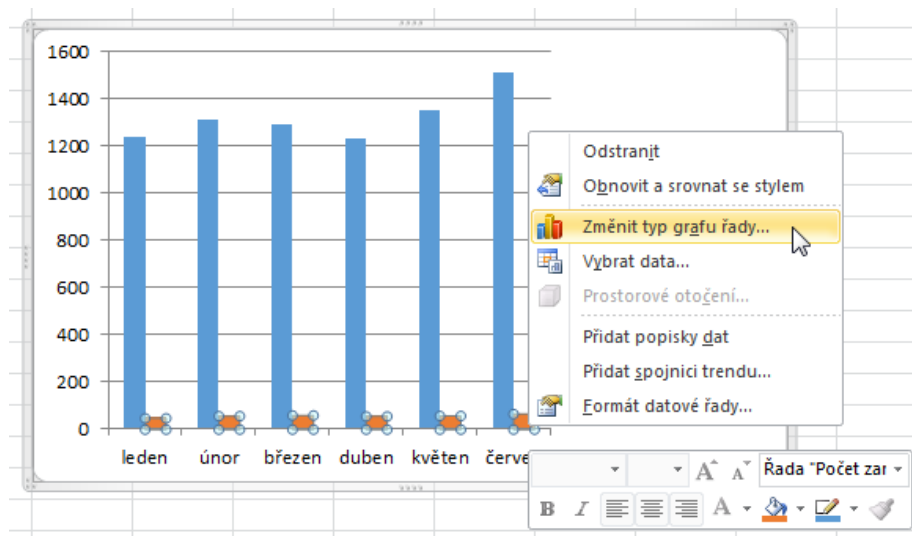 1600
1400
1200
1000
800
600
400
200
0
leden únor březen duben květen červe
Odstranit
Obnovit a srovnat se stylem
Změnit typ grafu řady...
Vybrat data...
Prostorové otočení...
Přidat popisky dat
Přidat spojnici trendu...
Formát datové řady...
A A Řada "Počet zar
B I A